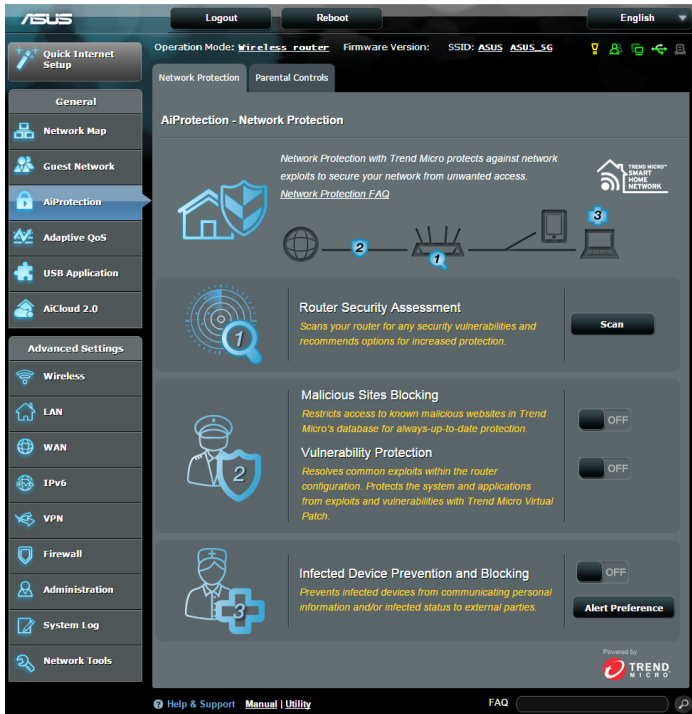 ASUS
Logout
Reboot
English
Quick Internet
Setup
Operation Mode: Wireless router Firmware Version: SSID: ASUS ASUS_5G
Network Protection
Parental Controls
General
Network Map
Guest Network
AiProtection
Adaptive QoS
USB Application
AiCloud 2.0
Advanced Settings
Wireless
LAN
WAN
IPv6
VPN
Firewall
Administration
System Log
Network Tools
AiProtection - Network Protection
Network Protection with Trend Micro protects against network
exploits to secure your network from unwanted access.
Network Protection FAQ
TREND MICRO™
SMART
HOME
NETWORK
2
1
3
1
Router Security Assessment
Scans your router for any security vulnerabilities and
recommends options for increased protection.
Scan
2
Malicious Sites Blocking
Restricts access to known malicious websites in Trend
Micro's database for always-up-to-date protection.
OFF
Vulnerability Protection
Resolves common exploits within the router
configuration. Protects the system and applications
from exploits and vulnerabilities with Trend Micro Virtual
Patch.
OFF
3
Infected Device Prevention and Blocking
Prevents infected devices from communicating personal
information and/or infected status to external parties.
OFF
Alert Preference
Powered by
TREND
MICRO
Help & Support Manual | Utility
FAQ